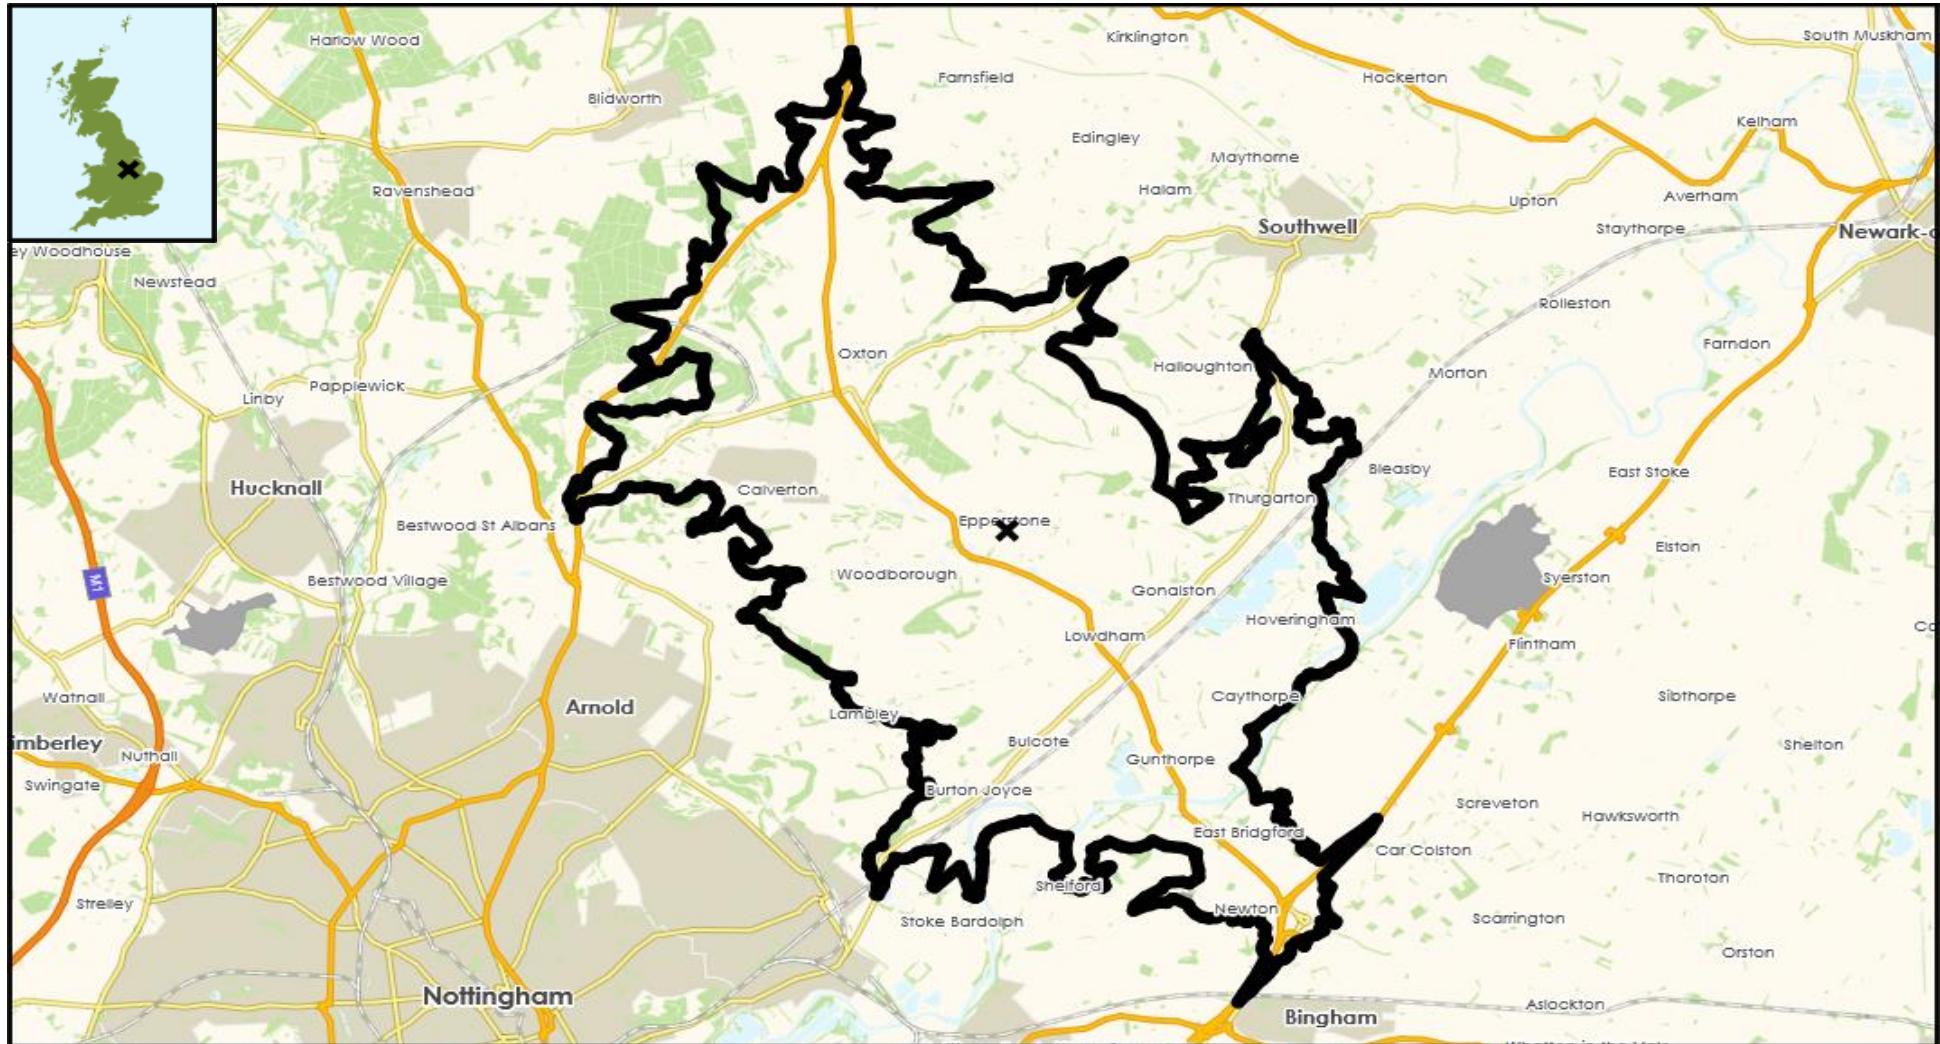 Harlow Wood
Kirklington
South Muskham
Farnsfield
Hockerton
Blidworth
Kelham
Edingley
Maythorne
Ravenshead
Halam
Averham
Upton
Southwell
Staythorpe
Newark-o
ey Woodhouse
Newstead
Rolleston
Farndon
Oxton
Halloughton
Morton
Papplewick
Linby
Bleasby
East Stoke
Hucknall
Calverton
Thurgarton
Bestwood St Albans
Epperstone
Elston
M1
Bestwood Village
Woodborough
Syerston
Gonalston
Hoveringham
Co
Lowdham
Flintham
Watnall
Caythorpe
Sibthorpe
Arnold
Lambley
imberley
Bulcote
Shelton
Nuthall
Gunthorpe
Swingate
Burton Joyce
Screveton
Hawksworth
East Bridgford
Car Colston
Thoroton
Shelford
Strelley
Newton
Scarrington
Stoke Bardolph
Orston
Nottingham
Aslockton
Bingham